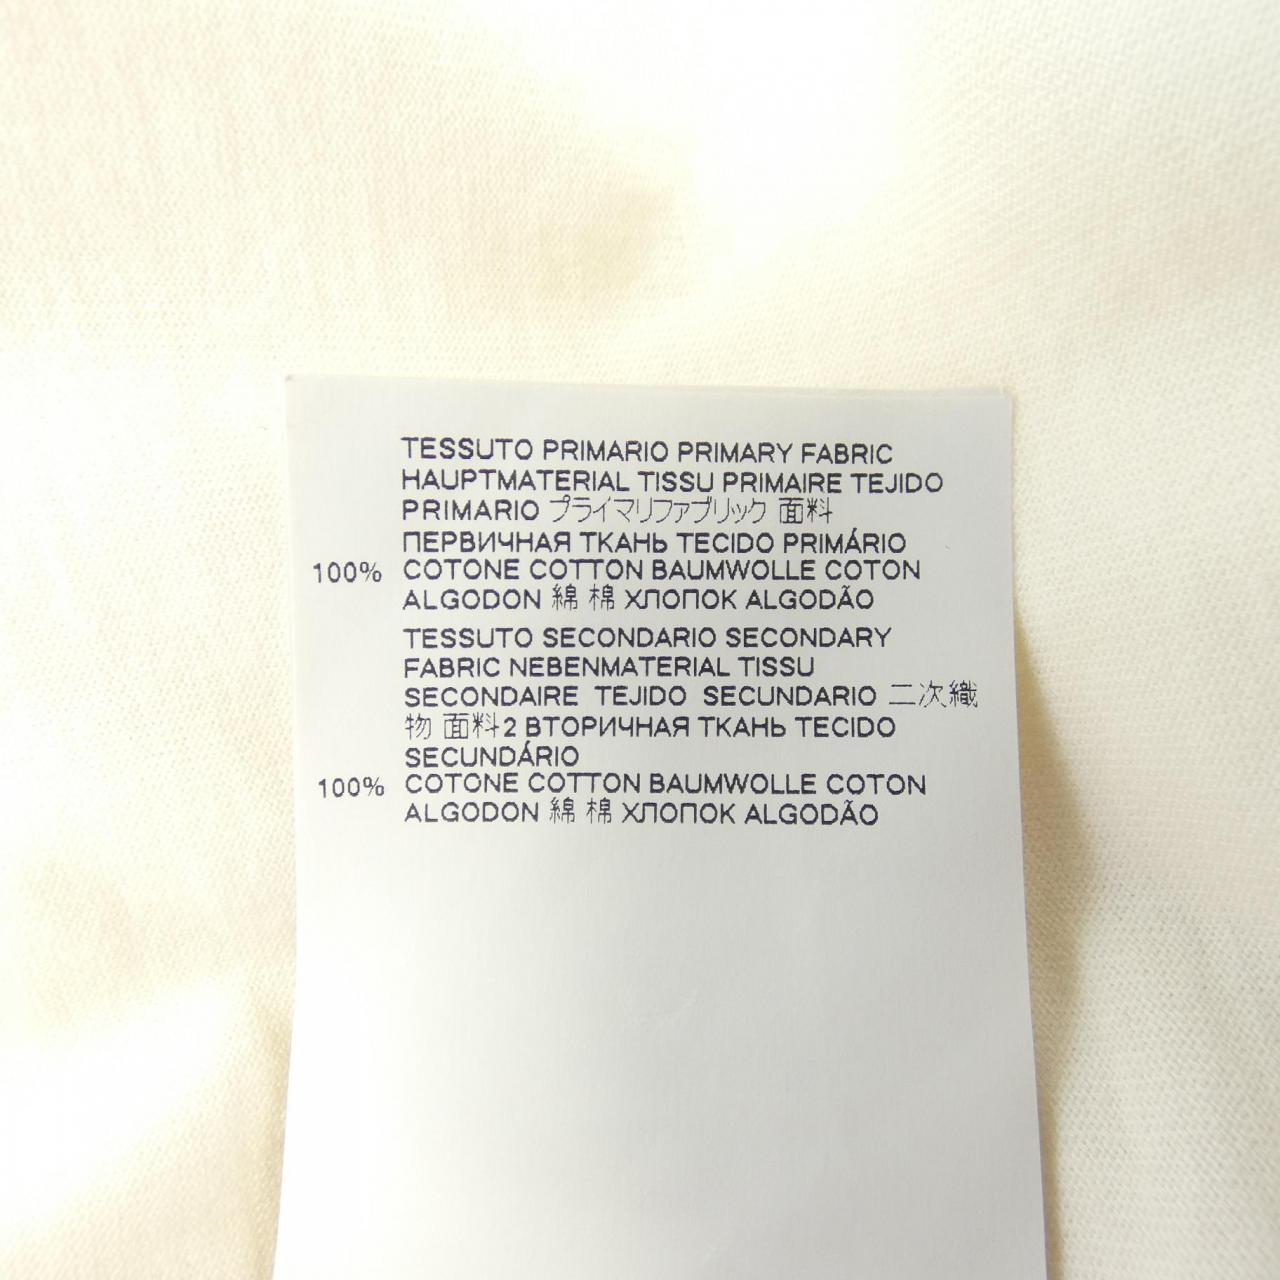 TESSUTO PRIMARIO PRIMARY FABRIC
HAUPTMATERIAL TISSU PRIMAIRE TEJIDO
PRIMARIO プライマリファブリック 面料
ПЕРВИЧНАЯ ТКАНЬ TECIDO PRIMÁRIO
100% COTONE COTTON BAUMWOLLE COTON
ALGODON 綿 棉 ХЛОПОК ALGODÃO
TESSUTO SECONDARIO SECONDARY
FABRIC NEBENMATERIAL TISSU
SECONDAIRE TEJIDO SECUNDARIO 二次織
物 面料2 ВТОРИЧНАЯ ТКАНЬ TECIDO
SECUNDÁRIO
100% COTONE COTTON BAUMWOLLE COTON
ALGODON 綿 棉 ХЛОПОК ALGODÃO